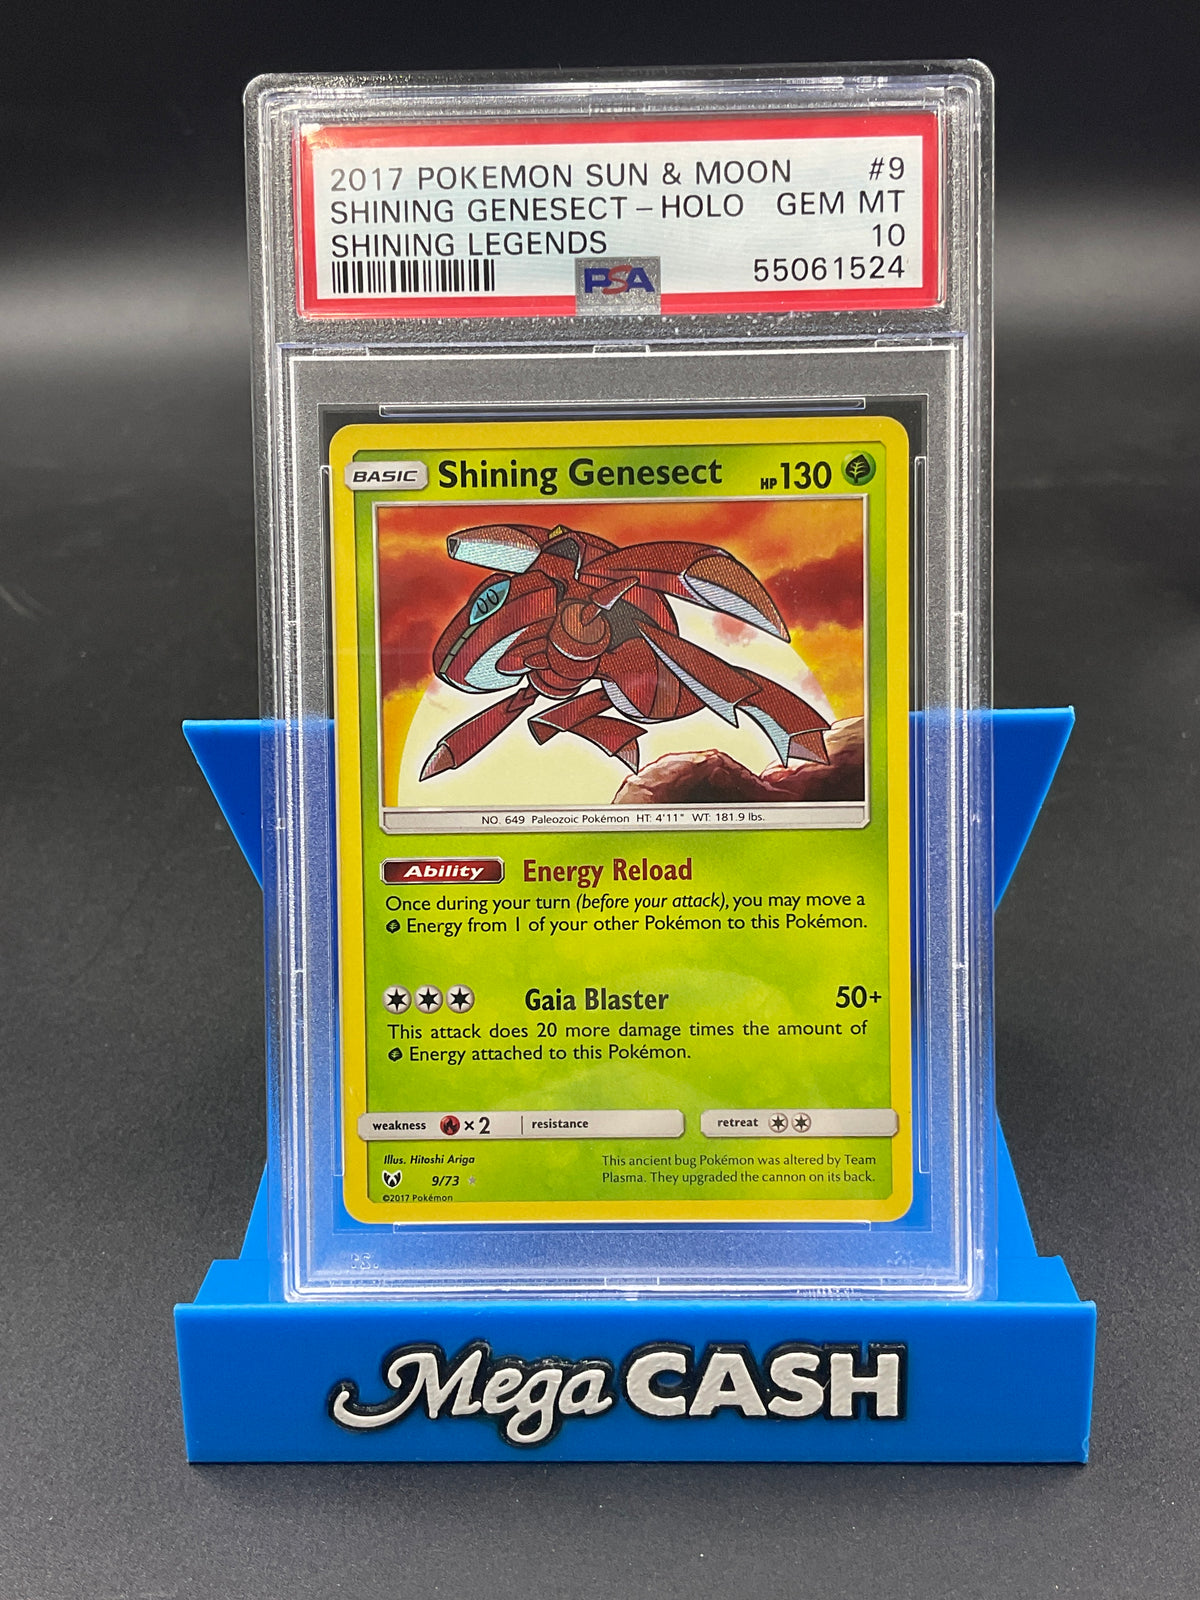 2017 POKEMON SUN & MOON #9
SHINING GENESECT - HOLO GEM MT
SHINING LEGENDS 10
PSA 55061524
BASIC Shining Genesect HP 130
NO. 649 Paleozoic Pokémon HT: 4'11" WT: 181.9 lbs.
Ability Energy Reload
Once during your turn (before your attack), you may move a
Energy from 1 of your other Pokémon to this Pokémon.
Gaia Blaster 50+
This attack does 20 more damage times the amount of
Energy attached to this Pokémon.
weakness ×2 resistance retreat
Illus. Hitoshi Ariga
This ancient bug Pokémon was altered by Team
9/73
Plasma. They upgraded the cannon on its back.
©2017 Pokémon
Mega CASH